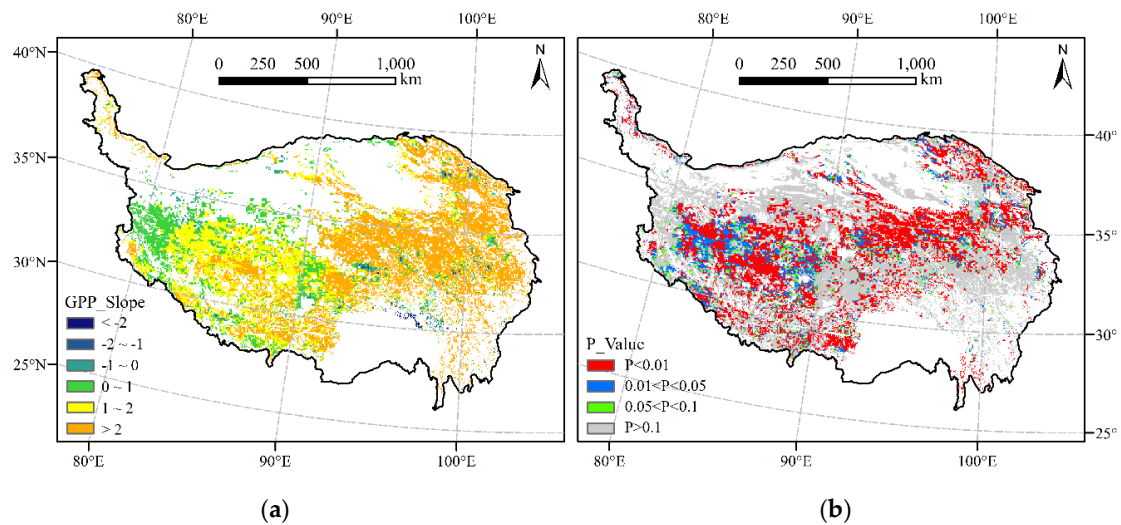 80°E 90°E 100°E
40°N
35°N
30°N
25°N
N
0 250 500 1,000
km
GPP_Slope
< -2
-2 ~ -1
-1 ~ 0
0 ~ 1
1 ~ 2
> 2
80°E 90°E 100°E
(a)
80°E 90°E 100°E
N
0 250 500 1,000
km
40°
35°
30°
25°
P_Value
P<0.01
0.01<P<0.05
0.05<P<0.1
P>0.1
80°E 90°E 100°E
(b)